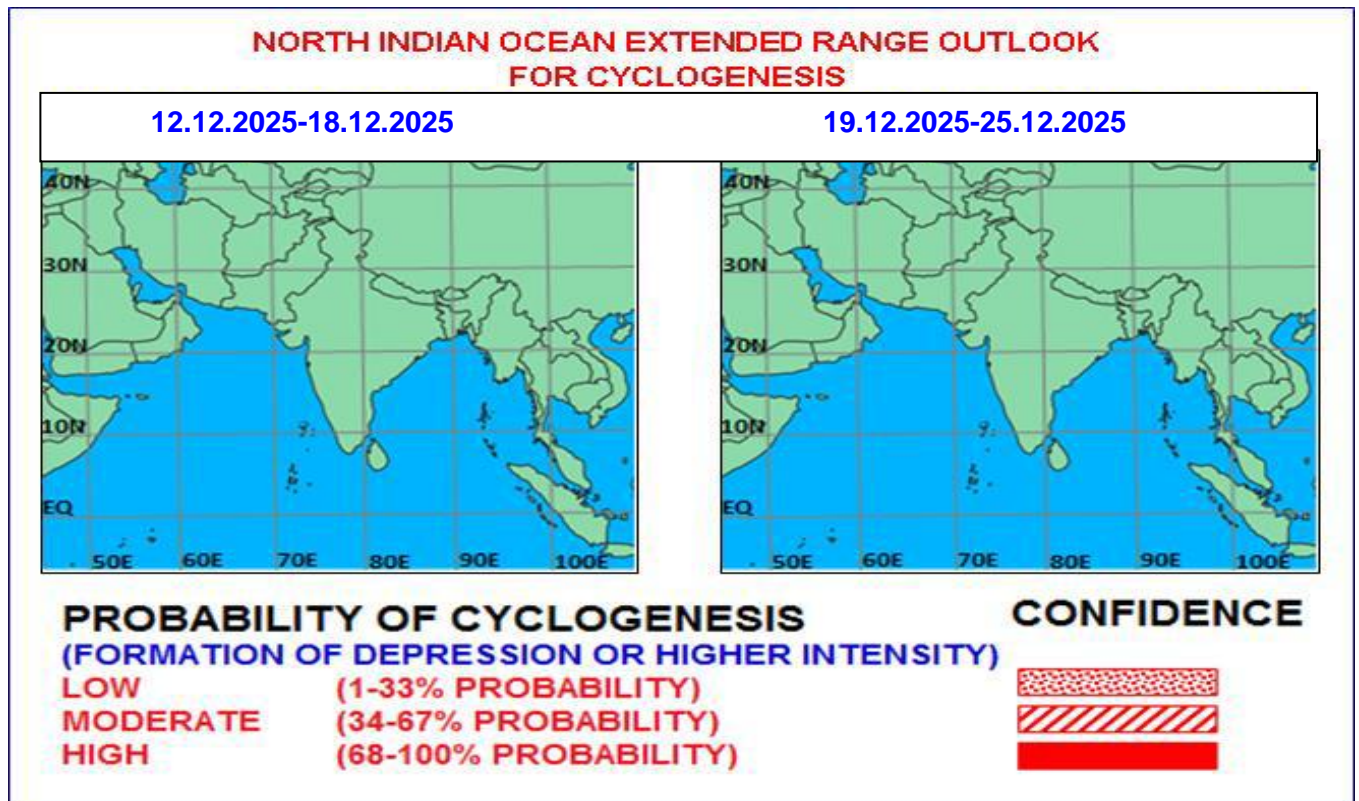 NORTH INDIAN OCEAN EXTENDED RANGE OUTLOOK
FOR CYCLOGENESIS
12.12.2025-18.12.2025
19.12.2025-25.12.2025
40N
30N
20N
10N
EQ
50E 60E 70E 80E 90E 100E
40N
30N
20N
10N
EQ
50E 60E 70E 80E 90E 100E
PROBABILITY OF CYCLOGENESIS
(FORMATION OF DEPRESSION OR HIGHER INTENSITY)
LOW (1-33% PROBABILITY)
MODERATE (34-67% PROBABILITY)
HIGH (68-100% PROBABILITY)
CONFIDENCE